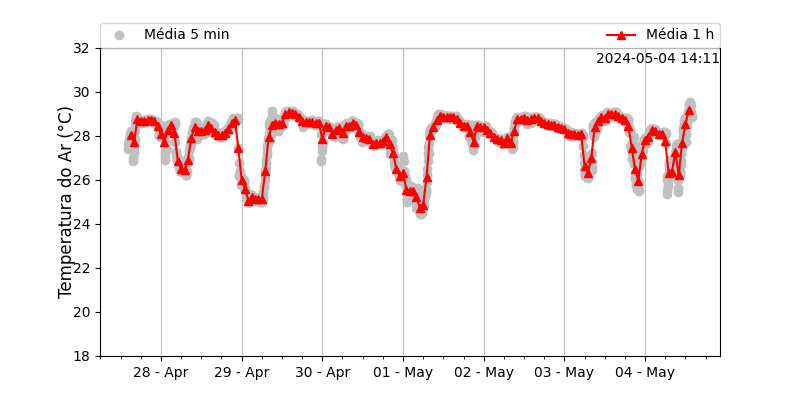 Média 5 min
Média 1 h
2024-05-04 14:11
Temperatura do Ar (°C)
32
30
28
26
24
22
20
18
28 - Apr
29 - Apr
30 - Apr
01 - May
02 - May
03 - May
04 - May